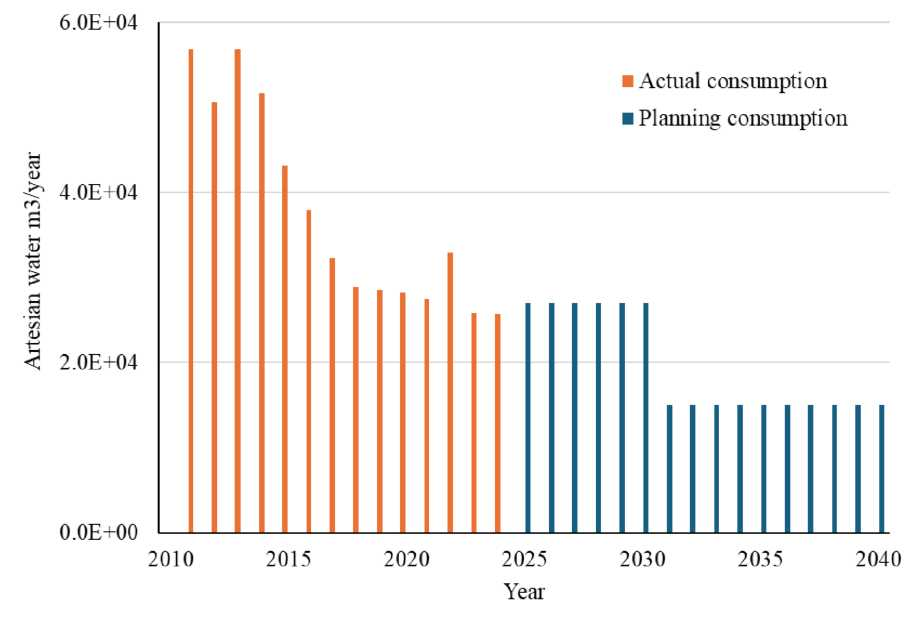 6.0E+04
Actual consumption
Planning consumption
4.0E+04
Artesian water m3/year
2.0E+04
0.0E+00
2010 2015 2020 2025 2030 2035 2040
Year